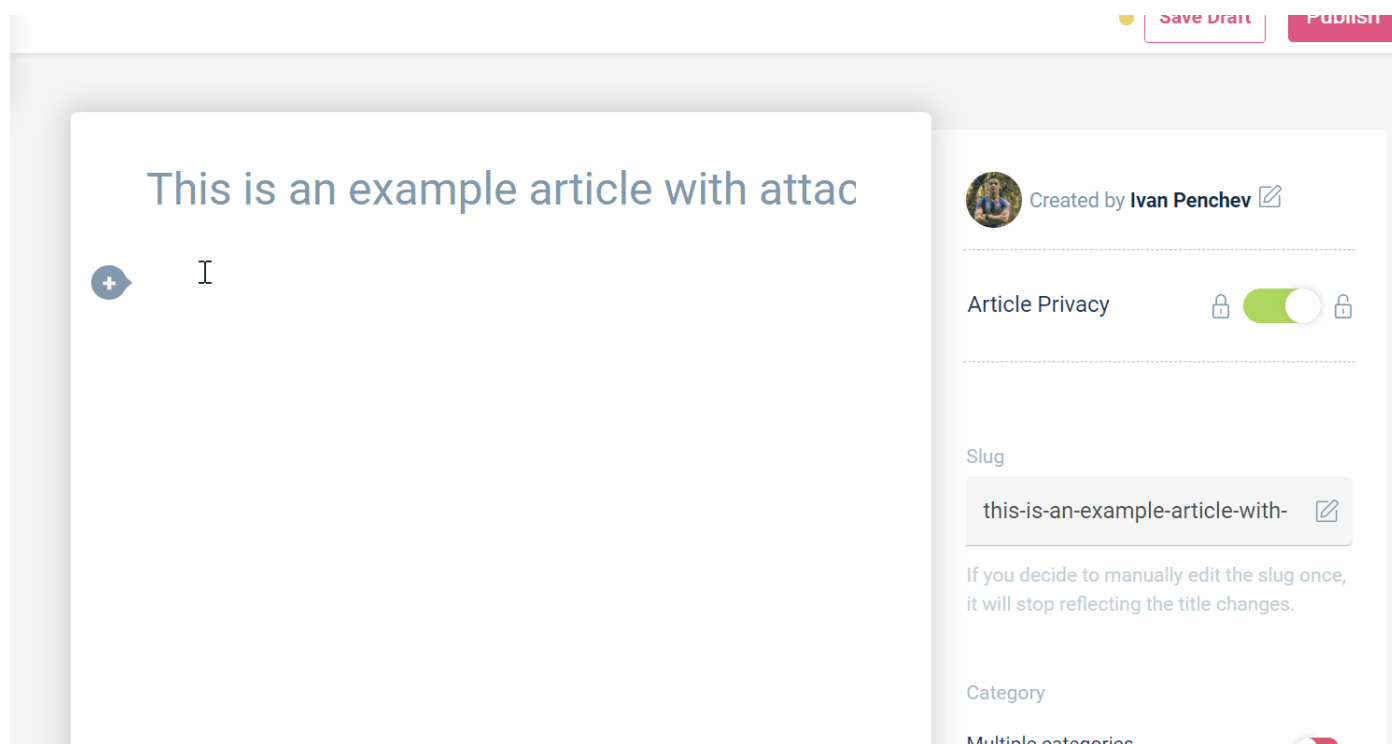 Save Draft
Publish
This is an example article with attac
Created by Ivan Penchev
Article Privacy
Slug
this-is-an-example-article-with-
If you decide to manually edit the slug once,
it will stop reflecting the title changes.
Category
Multiple categories